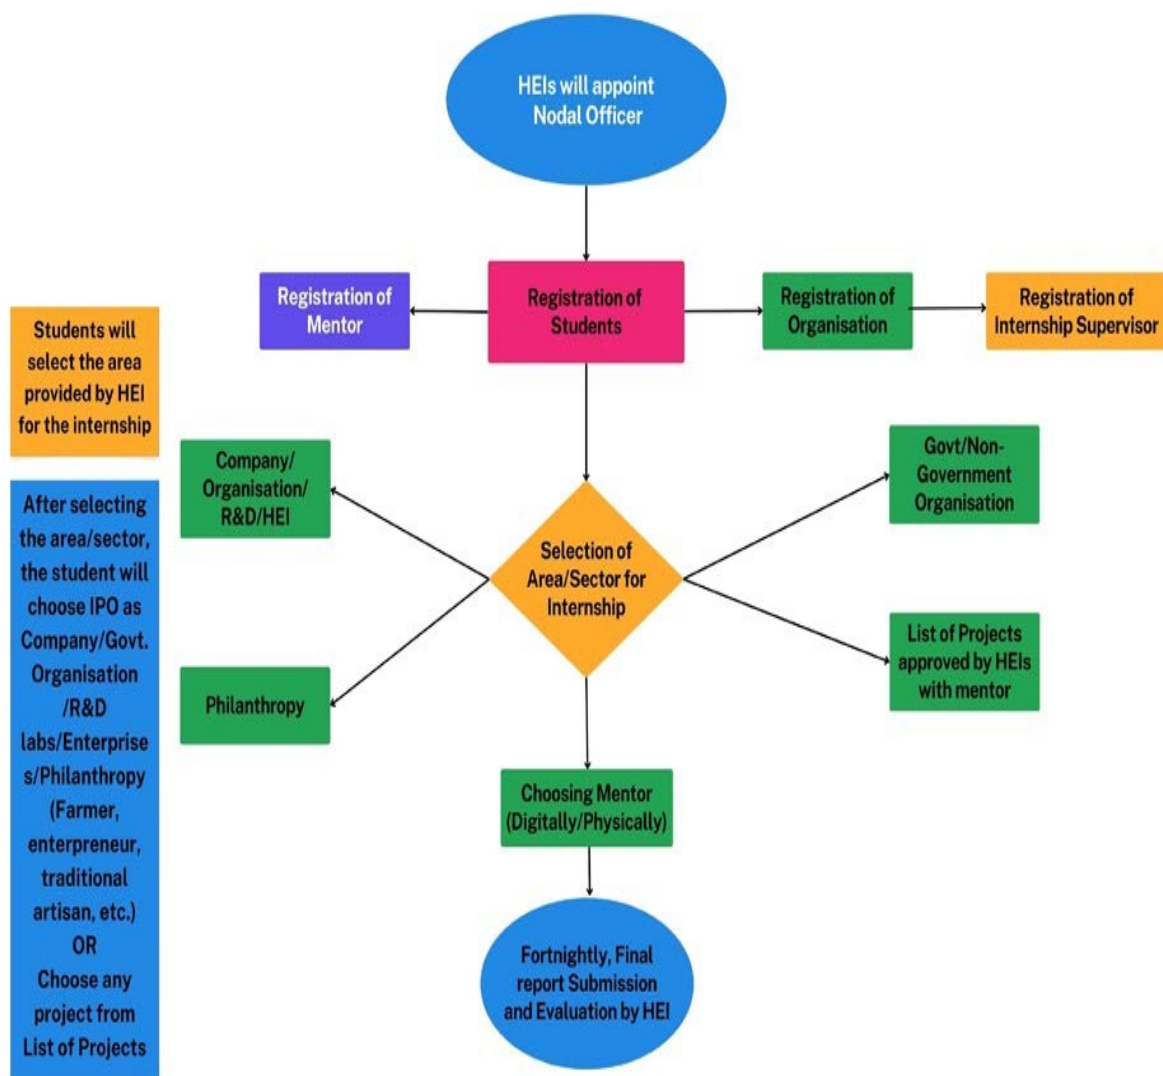 HEIs will appoint
Nodal Officer
Registration of
Mentor
Registration of
Students
Registration of
Organisation
Registration of
Internship Supervisor
Students will
select the area
provided by HEI
for the internship
Company/
Organisation/
R&D/HEI
Govt/Non-
Government
Organisation
Selection of
Area/Sector for
Internship
Philanthropy
List of Projects
approved by HEIs
with mentor
After selecting
the area/sector,
the student will
choose IPO as
Company/Govt.
Organisation
/R&D
labs/Enterprise
s/Philanthropy
(Farmer,
enterpreneur,
traditional
artisan, etc.)
OR
Choose any
project from
List of Projects
Choosing Mentor
(Digitally/Physically)
Fortnightly, Final
report Submission
and Evaluation by HEI